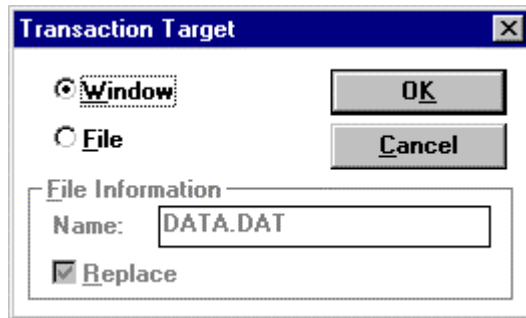 Transaction Target
Window
OK
File
Cancel
File Information
Name: DATA.DAT
Replace